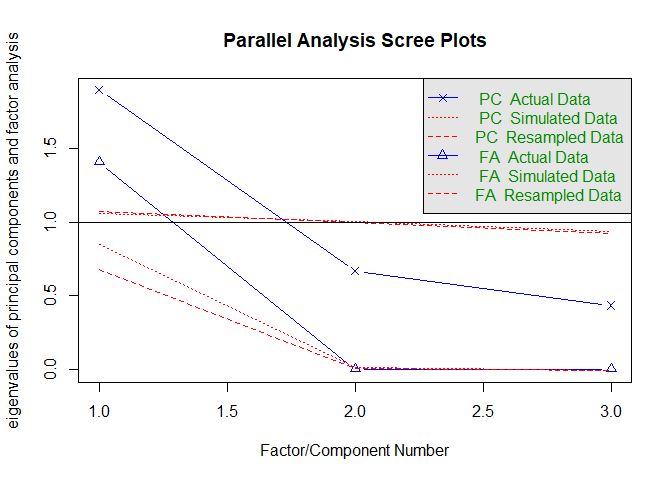 Parallel Analysis Scree Plots
eigenvalues of principal components and factor analysis
0.0
0.5
1.0
1.5
PC Actual Data
PC Simulated Data
PC Resampled Data
FA Actual Data
FA Simulated Data
FA Resampled Data
1.0 1.5 2.0 2.5 3.0
Factor/Component Number